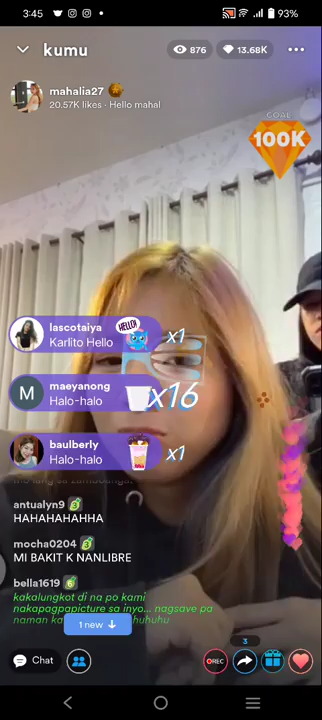 3:45
93%
kumu
876
13.68K
mahalia27
20.57K likes · Hello mahal
GOAL
100K
lascotaiya
Karlito Hello
HELLO!
x1
M
maeyanong
Halo-halo
x16
baulberly
Halo-halo
x1
antualyn9
HAHAHAHAHHA
mocha0204
MI BAKIT K NANLIBRE
bella1619
kakalungkot di na po kami
nakapagpapicture sa inyo... nagsave pa
naman ka
huhuhu
1 new
3
Chat
REC